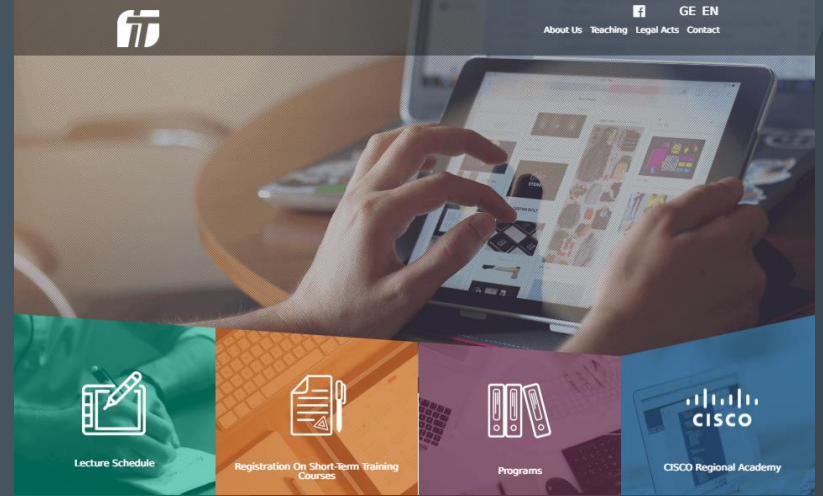 GE EN
About Us Teaching Legal Acts Contact
CISCO
Lecture Schedule
Registration On Short-Term Training
Courses
Programs
CISCO Regional Academy